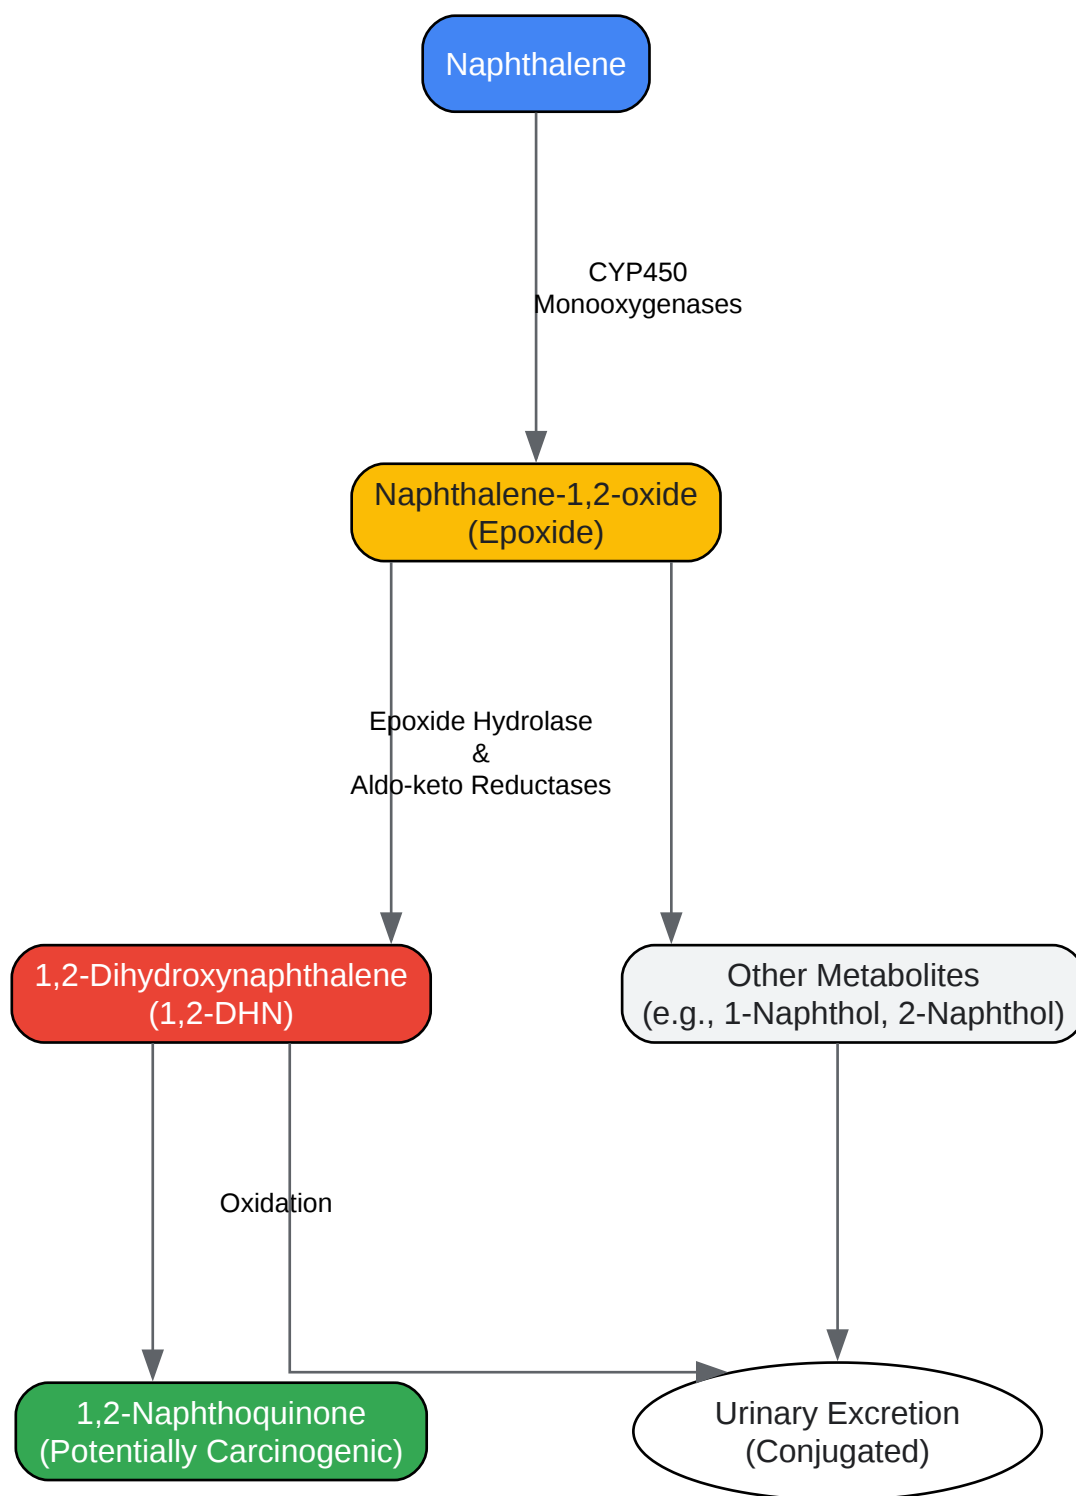 Naphthalene
CYP450
Monooxygenases
Naphthalene-1,2-oxide
(Epoxide)
Epoxide Hydrolase
&
Aldo-keto Reductases
1,2-Dihydroxynaphthalene
(1,2-DHN)
Other Metabolites
(e.g., 1-Naphthol, 2-Naphthol)
Oxidation
1,2-Naphthoquinone
(Potentially Carcinogenic)
Urinary Excretion
(Conjugated)